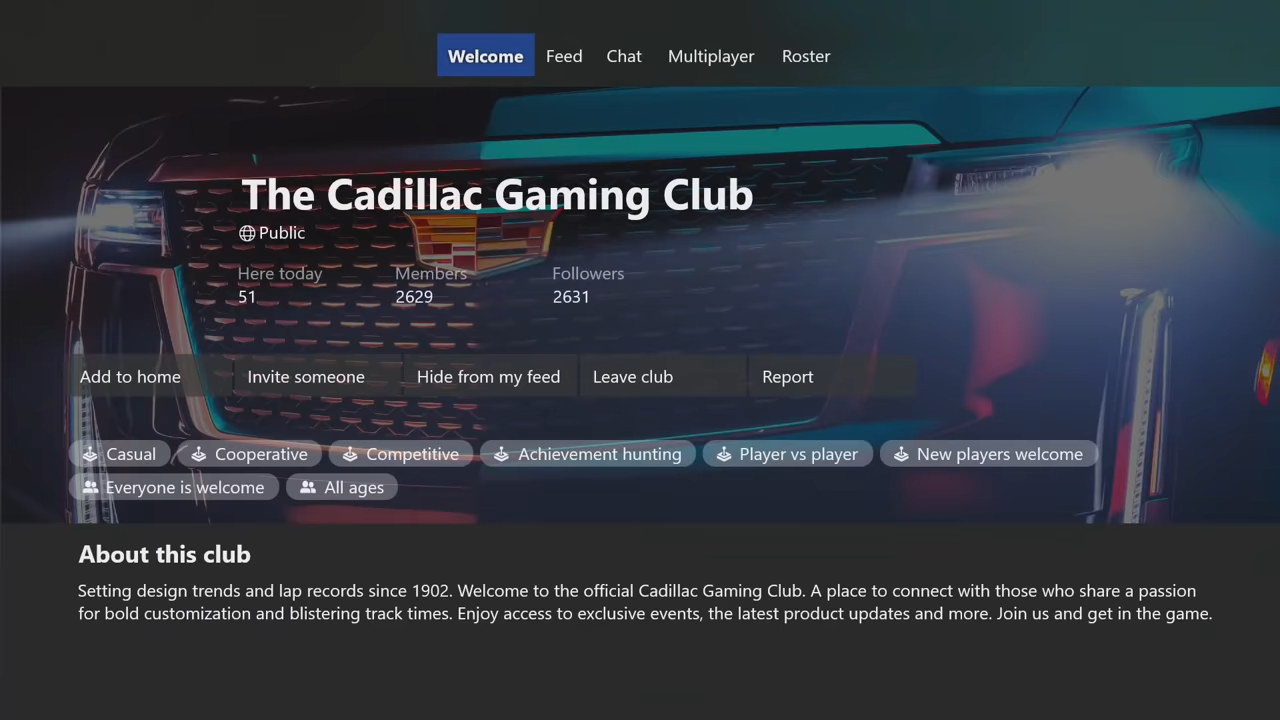 Welcome Feed Chat Multiplayer Roster
The Cadillac Gaming Club
Public
Here today Members Followers
51 2629 2631
Add to home Invite someone Hide from my feed Leave club Report
Casual Cooperative Competitive Achievement hunting Player vs player New players welcome
Everyone is welcome All ages
About this club
Setting design trends and lap records since 1902. Welcome to the official Cadillac Gaming Club. A place to connect with those who share a passion
for bold customization and blistering track times. Enjoy access to exclusive events, the latest product updates and more. Join us and get in the game.